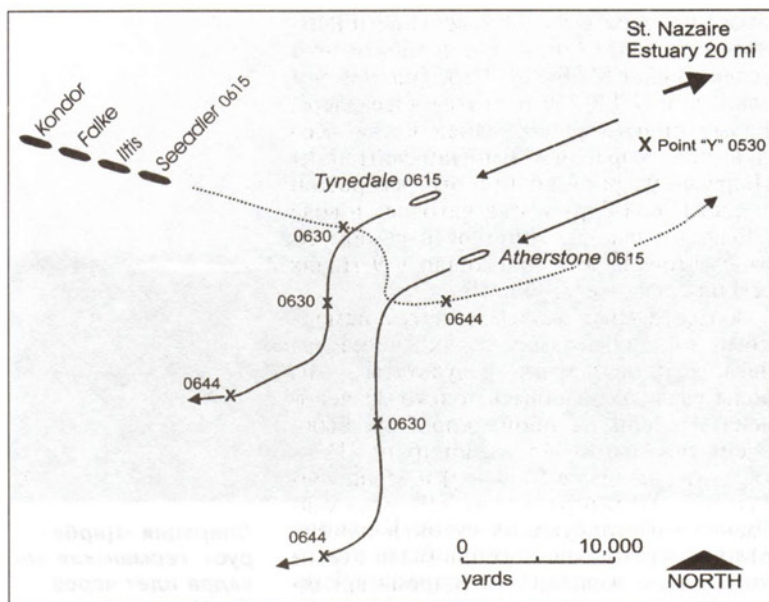 St. Nazaire
Estuary 20 mi
Kondor
Falke
Iltis
Seeadler 0615
Point "Y" 0530
Tynedale 0615
0630
Atherstone 0615
0630
0644
0644
0630
0644
10,000
yards
NORTH